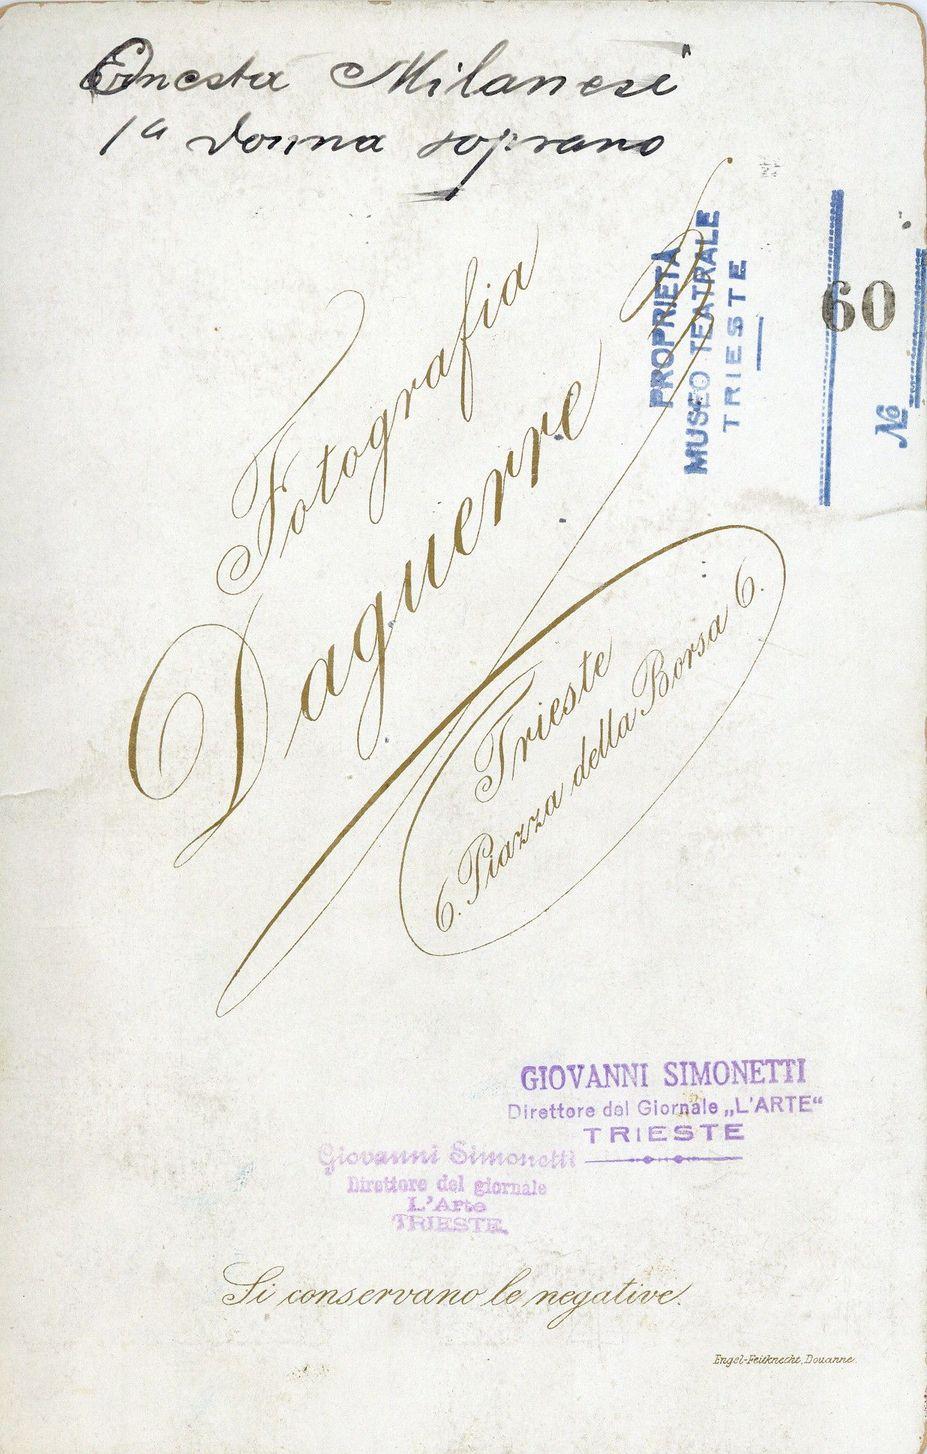 Ernesta Milanesi
1a donna soprano
PROPRIETÀ
MUSEO TEATRALE
TRIESTE
60
№
Fotografia
Daguerre
Trieste
6. Piazza della Borsa 6.
GIOVANNI SIMONETTI
Direttore del Giornale „L'ARTE“
TRIESTE
Giovanni Simonetti
Direttore del giornale
L'Arte
TRIESTE.
Si conservano le negative.
Engel-Feitknecht, Douanne.